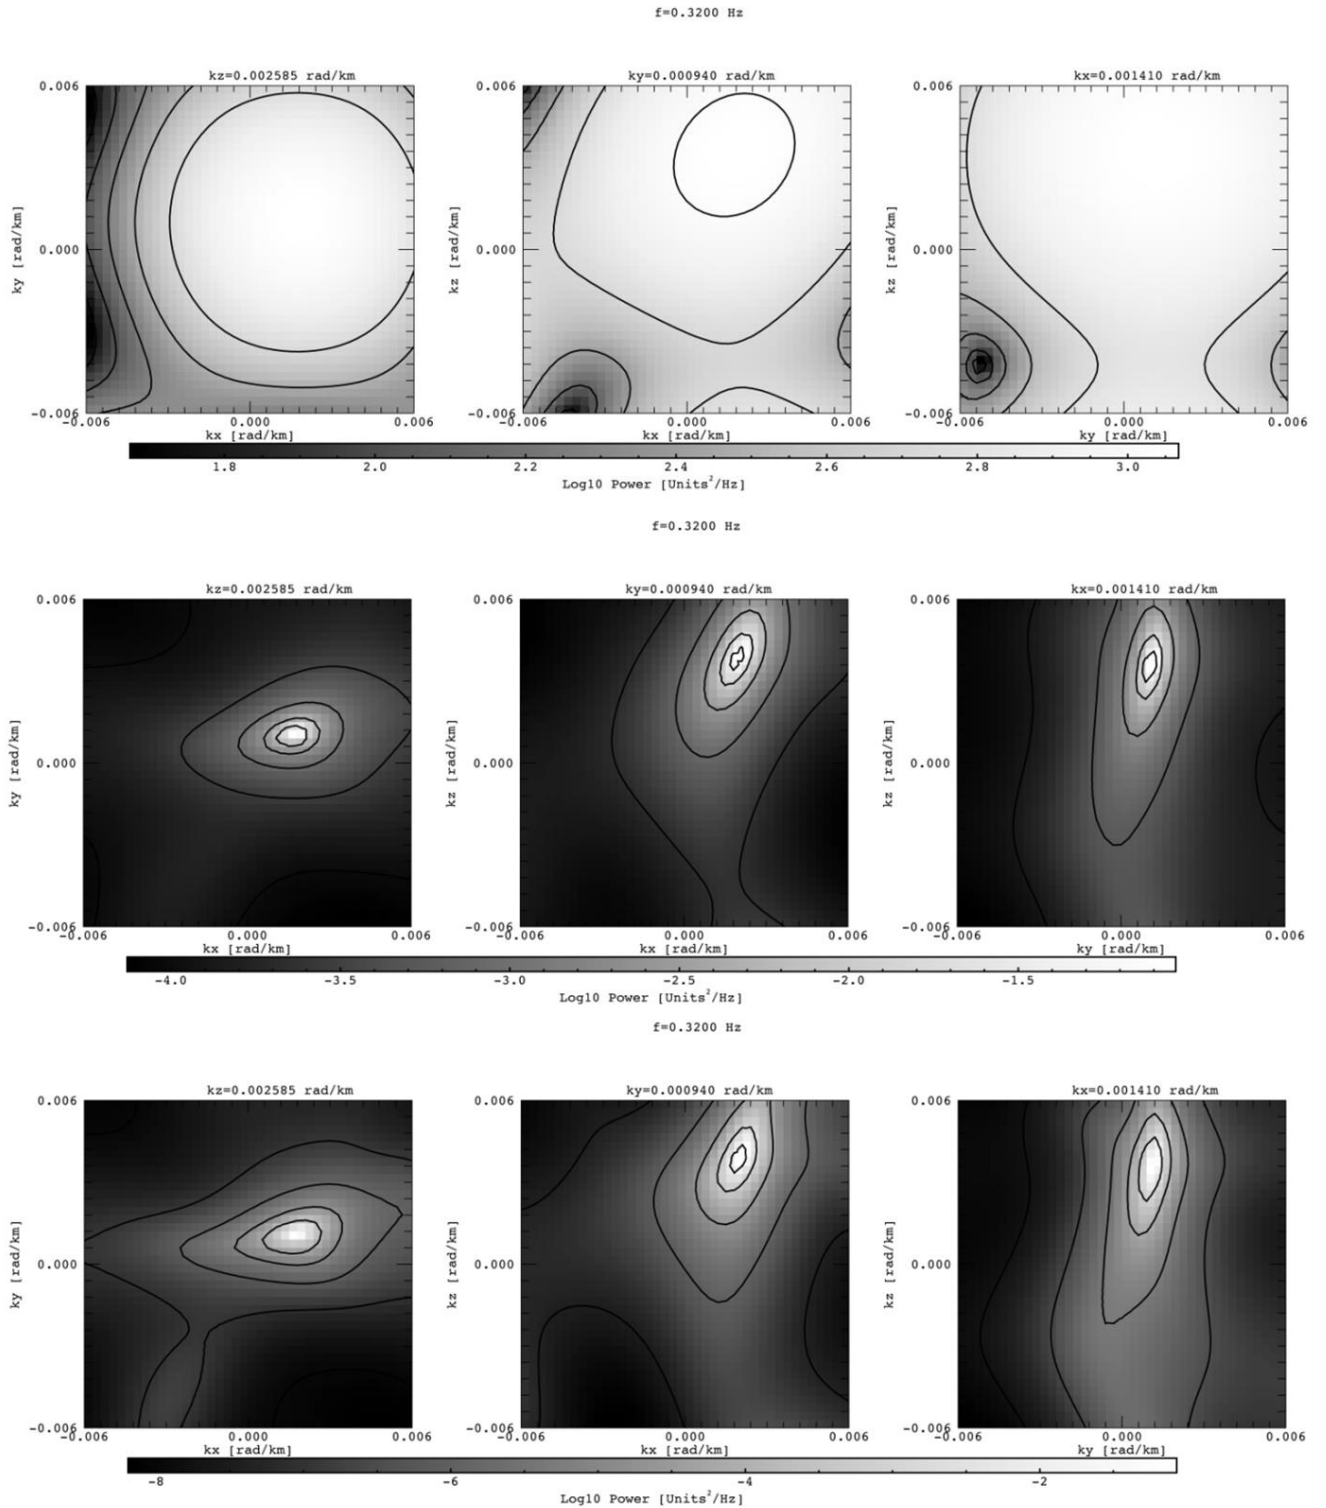 f=0.3200 Hz
kz=0.002585 rad/km
ky=0.000940 rad/km
kx=0.001410 rad/km
0.006
0.006
0.006
ky [rad/km]
kz [rad/km]
kz [rad/km]
0.000
0.000
0.000
-0.006
-0.006
-0.006
-0.006
0.000
0.006
-0.006
0.000
0.006
-0.006
0.000
0.006
kx [rad/km]
kx [rad/km]
ky [rad/km]
1.8 2.0 2.2 2.4 2.6 2.8 3.0
Log10 Power [Units²/Hz]
f=0.3200 Hz
kz=0.002585 rad/km
ky=0.000940 rad/km
kx=0.001410 rad/km
0.006
0.006
0.006
ky [rad/km]
kz [rad/km]
kz [rad/km]
0.000
0.000
0.000
-0.006
-0.006
-0.006
-0.006
0.000
0.006
-0.006
0.000
0.006
-0.006
0.000
0.006
kx [rad/km]
kx [rad/km]
ky [rad/km]
-4.0 -3.5 -3.0 -2.5 -2.0 -1.5
Log10 Power [Units²/Hz]
f=0.3200 Hz
kz=0.002585 rad/km
ky=0.000940 rad/km
kx=0.001410 rad/km
0.006
0.006
0.006
ky [rad/km]
kz [rad/km]
kz [rad/km]
0.000
0.000
0.000
-0.006
-0.006
-0.006
-0.006
0.000
0.006
-0.006
0.000
0.006
-0.006
0.000
0.006
kx [rad/km]
kx [rad/km]
ky [rad/km]
-8 -6 -4 -2
Log10 Power [Units²/Hz]